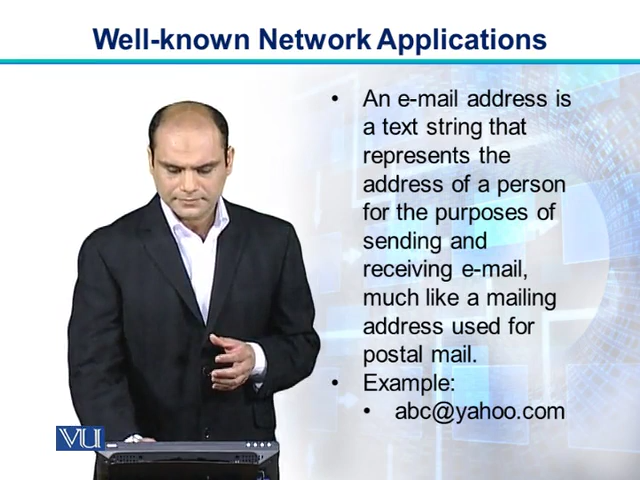 Well-known Network Applications
• An e-mail address is
a text string that
represents the
address of a person
for the purposes of
sending and
receiving e-mail,
much like a mailing
address used for
postal mail.
• Example:
• abc@yahoo.com
VU